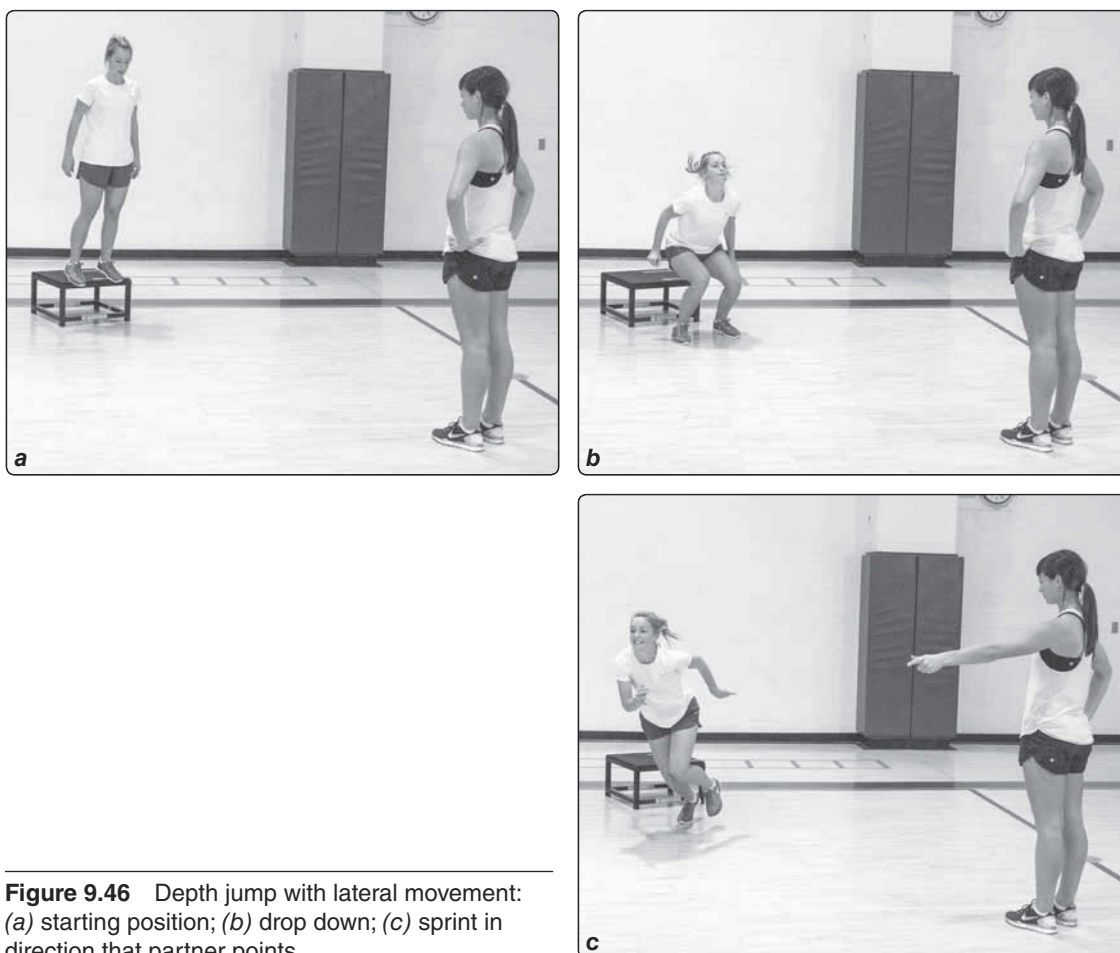 a
b
c
Figure 9.46 Depth jump with lateral movement:
(a) starting position; (b) drop down; (c) sprint in
direction that partner points.